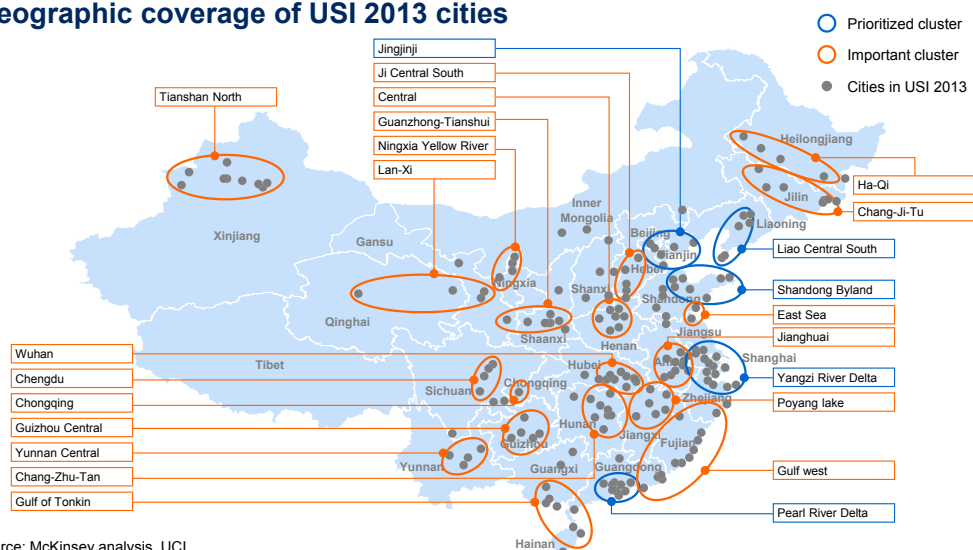 eographic coverage of USI 2013 cities
Prioritized cluster
Important cluster
Cities in USI 2013
Jingjinji
Ji Central South
Central
Guanzhong-Tianshui
Ningxia Yellow River
Lan-Xi
Tianshan North
Heilongjiang
Ha-Qi
Jilin
Chang-Ji-Tu
Inner
Mongolia
Liaoning
Beijing
Xinjiang
Gansu
Tianjin
Liao Central South
Hebei
Ningxia
Shanxi
Shandong
Shandong Byland
Qinghai
East Sea
Shaanxi
Jiangsu
Henan
Jianghuai
Wuhan
Tibet
Hubei
Shanghai
Chengdu
Sichuan
Chongqing
Yangzi River Delta
Chongqing
Zhejiang
Poyang lake
Guizhou Central
Hunan
Jiangxi
Guizhou
Fujian
Yunnan Central
Yunnan
Guangxi
Guangdong
Gulf west
Chang-Zhu-Tan
Gulf of Tonkin
Pearl River Delta
Hainan
urce: McKinsey analysis, UCI